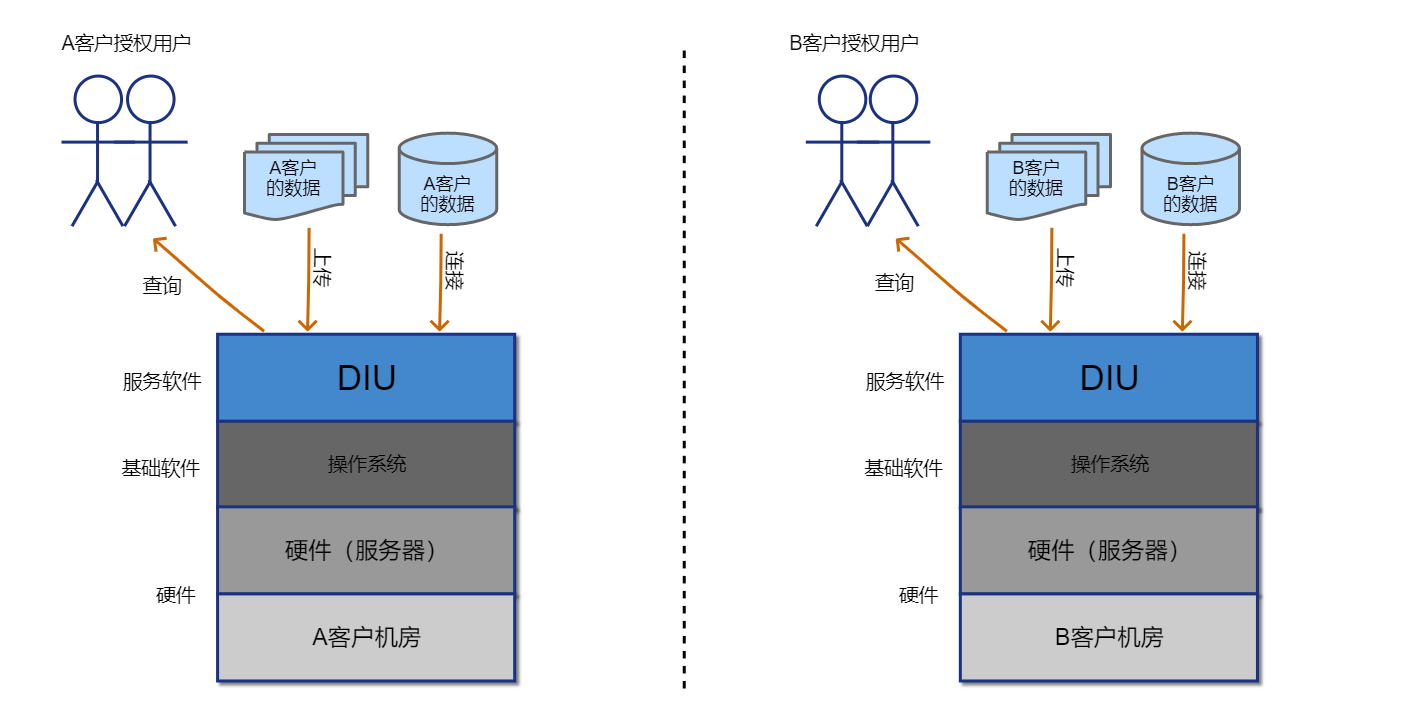 A客户授权用户
A客户
的数据
A客户
的数据
查询
上传
连接
服务软件
DIU
基础软件
操作系统
硬件（服务器）
硬件
A客户机房
B客户授权用户
B客户
的数据
B客户
的数据
查询
上传
连接
服务软件
DIU
基础软件
操作系统
硬件（服务器）
硬件
B客户机房